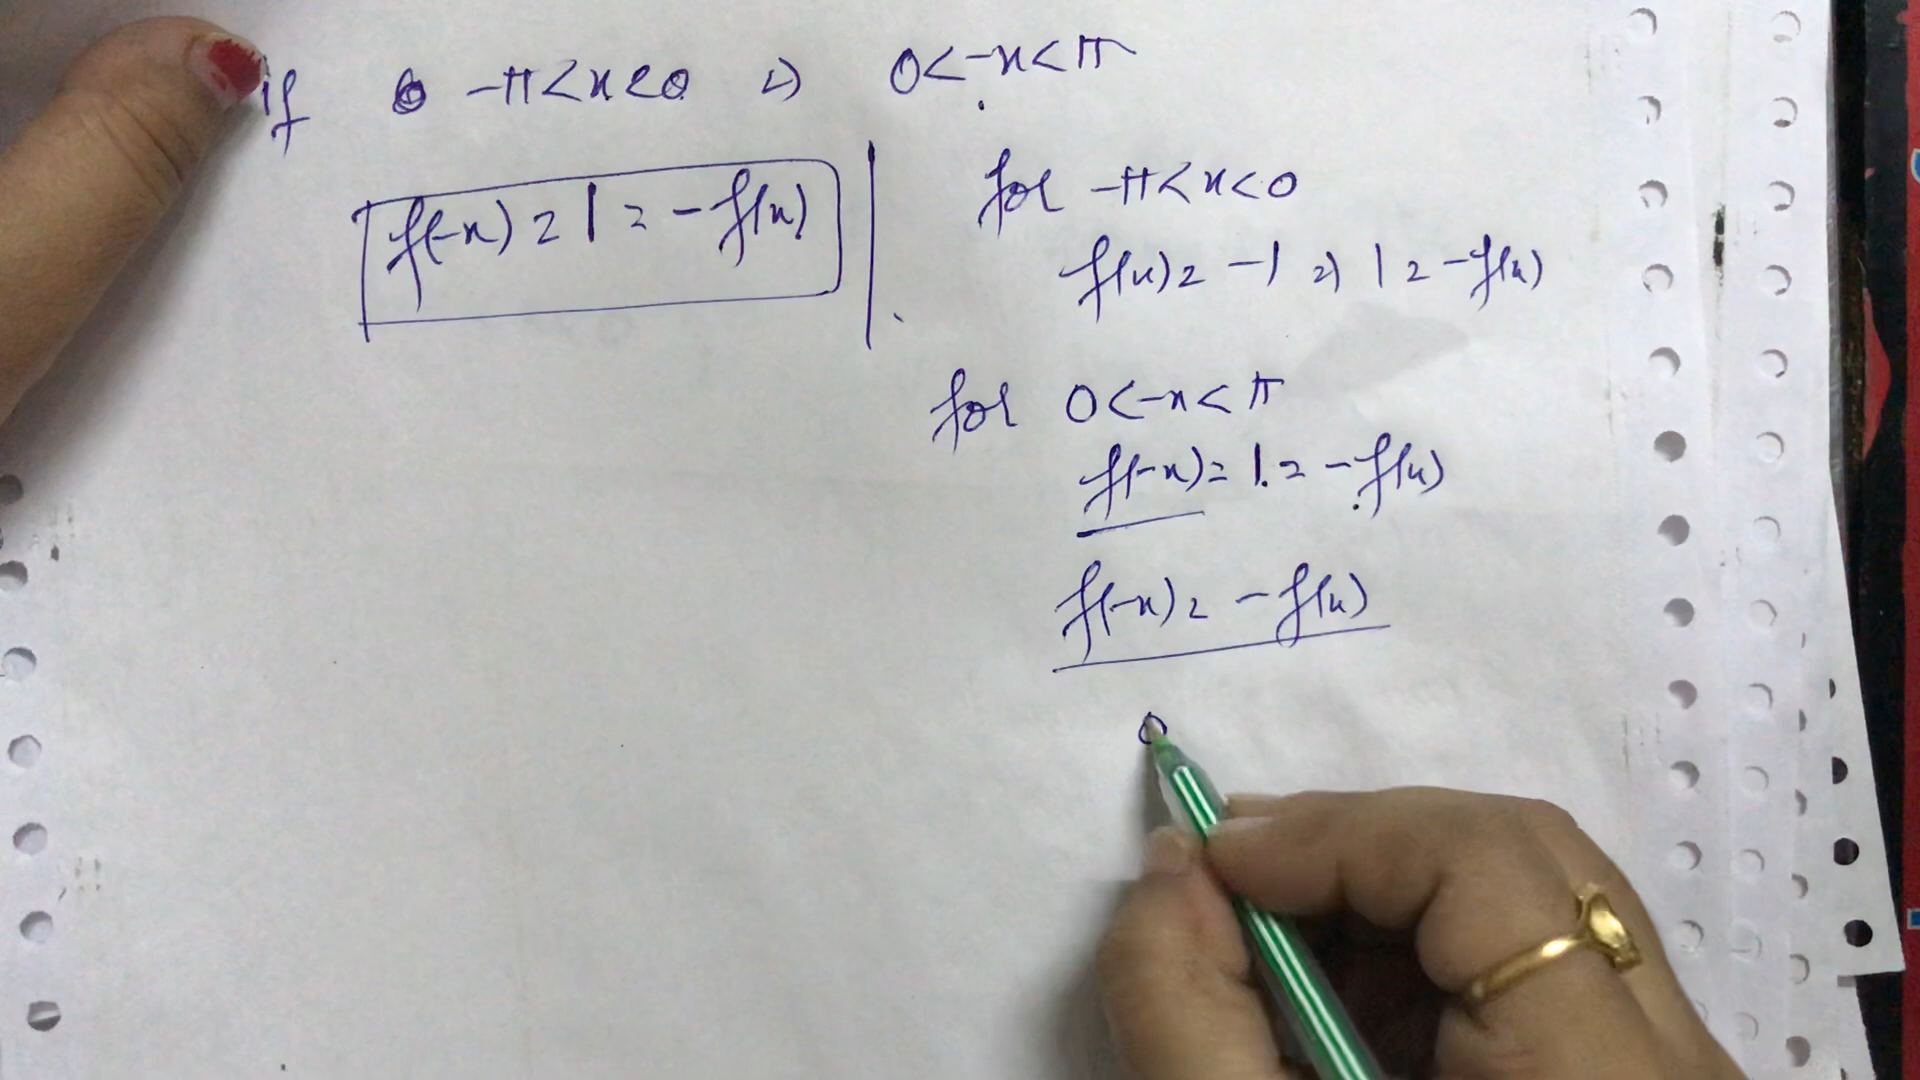 if -π<x<0 => 0<-x<π
f(-x) = 1 = -f(x)
for -π<x<0
f(x) = -1 => 1 = -f(x)
for 0<-x<π
f(-x) = 1. = -f(x)
f(-x) = -f(x)